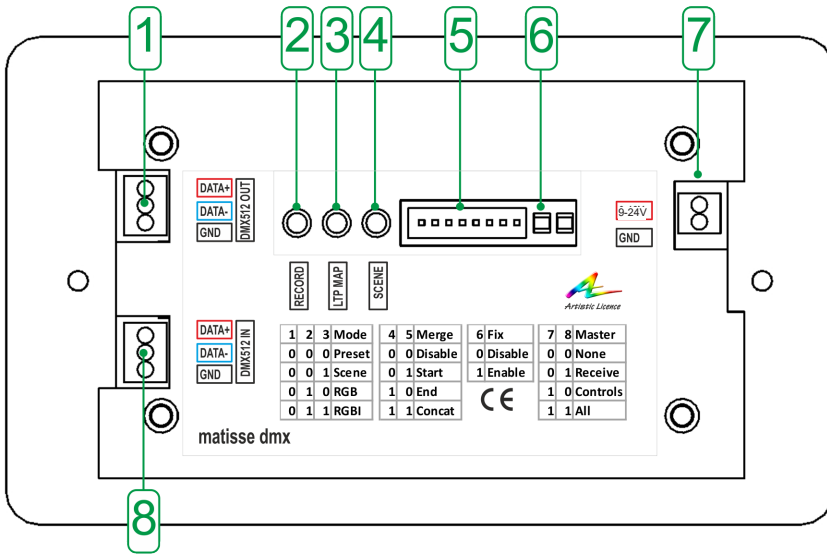 1 2 3 4 5 6 7
DATA+
DATA-
GND
DMX512 OUT
9-24V
GND
RECORD
LTP MAP
SCENE
Artistic Licence
DATA+
DATA-
GND
DMX512 IN
1 2 3 Mode 4 5 Merge 6 Fix 7 8 Master
0 0 0 Preset 0 0 Disable 0 Disable 0 0 None
0 0 1 Scene 0 1 Start 1 Enable 0 1 Receive
0 1 0 RGB 1 0 End CE 1 0 Controls
0 1 1 RGBI 1 1 Concat 1 1 All
matisse dmx
8